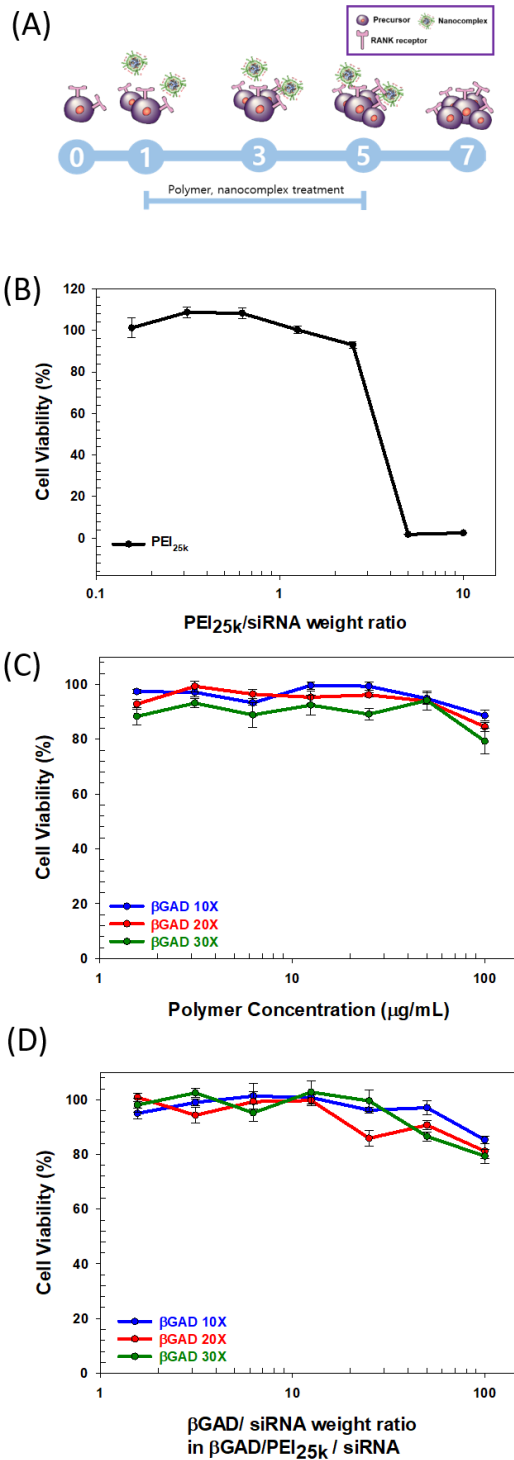 (A)
Precursor Nanocomplex
RANK receptor
0 1 3 5 7
Polymer, nanocomplex treatment
(B)
120
100
80
60
40
20
0
Cell Viability (%)
PEI25k
0.1 1 10
PEI25k/siRNA weight ratio
(C)
100
80
60
40
20
0
Cell Viability (%)
βGAD 10X
βGAD 20X
βGAD 30X
1 10 100
Polymer Concentration (μg/mL)
(D)
100
80
60
40
20
0
Cell Viability (%)
βGAD 10X
βGAD 20X
βGAD 30X
1 10 100
βGAD/ siRNA weight ratio
in βGAD/PEI25k / siRNA